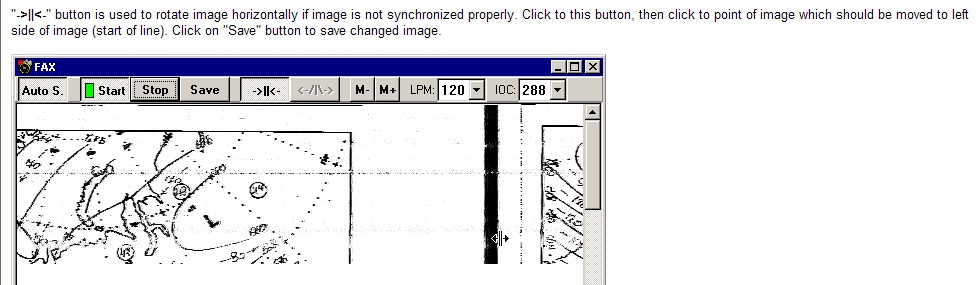 "->||<-" button is used to rotate image horizontally if image is not synchronized properly. Click to this button, then click to point of image which should be moved to left
side of image (start of line). Click on "Save" button to save changed image.
FAX
Auto S. Start Stop Save ->||<- <-/|\-> M- M+ LPM: 120 IOC: 288